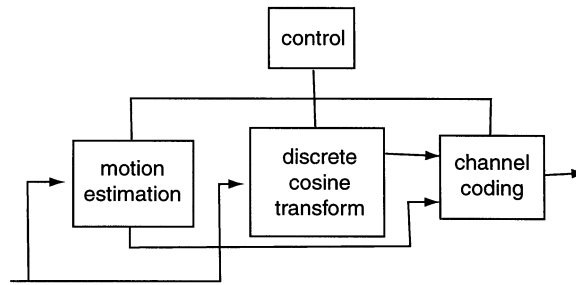 control
motion
estimation
discrete
cosine
transform
channel
coding